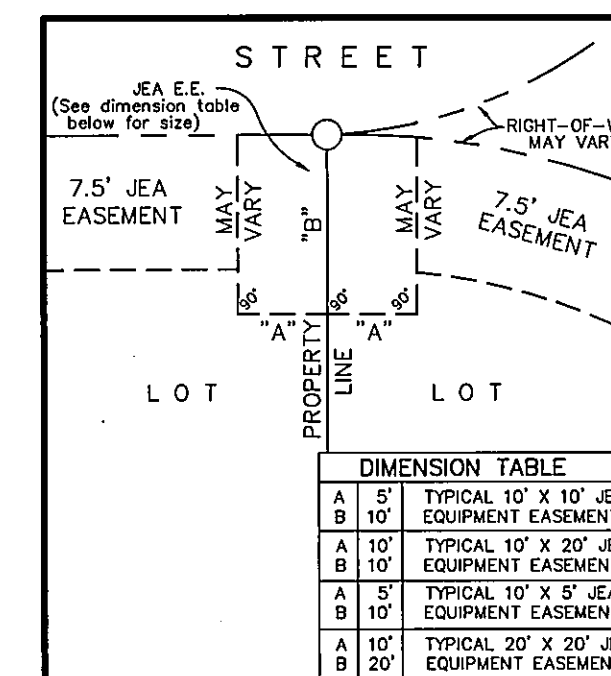 STREET
JEA E.E.
(See dimension table
below for size)
RIGHT-OF-W
MAY VARY
7.5' JEA
EASEMENT
MAY
VARY
"B"
MAY
VARY
7.5' JEA
EASEMENT
90°
90°
90°
"A"
"A"
PROPERTY
LINE
LOT
LOT
DIMENSION TABLE
A 5' TYPICAL 10' X 10' JE
B 10' EQUIPMENT EASEMENT
A 10' TYPICAL 10' X 20' JE
B 10' EQUIPMENT EASEMEN
A 5' TYPICAL 10' X 5' JEA
B 10' EQUIPMENT EASEMEN
A 10' TYPICAL 20' X 20' JE
B 20' EQUIPMENT EASEMEN